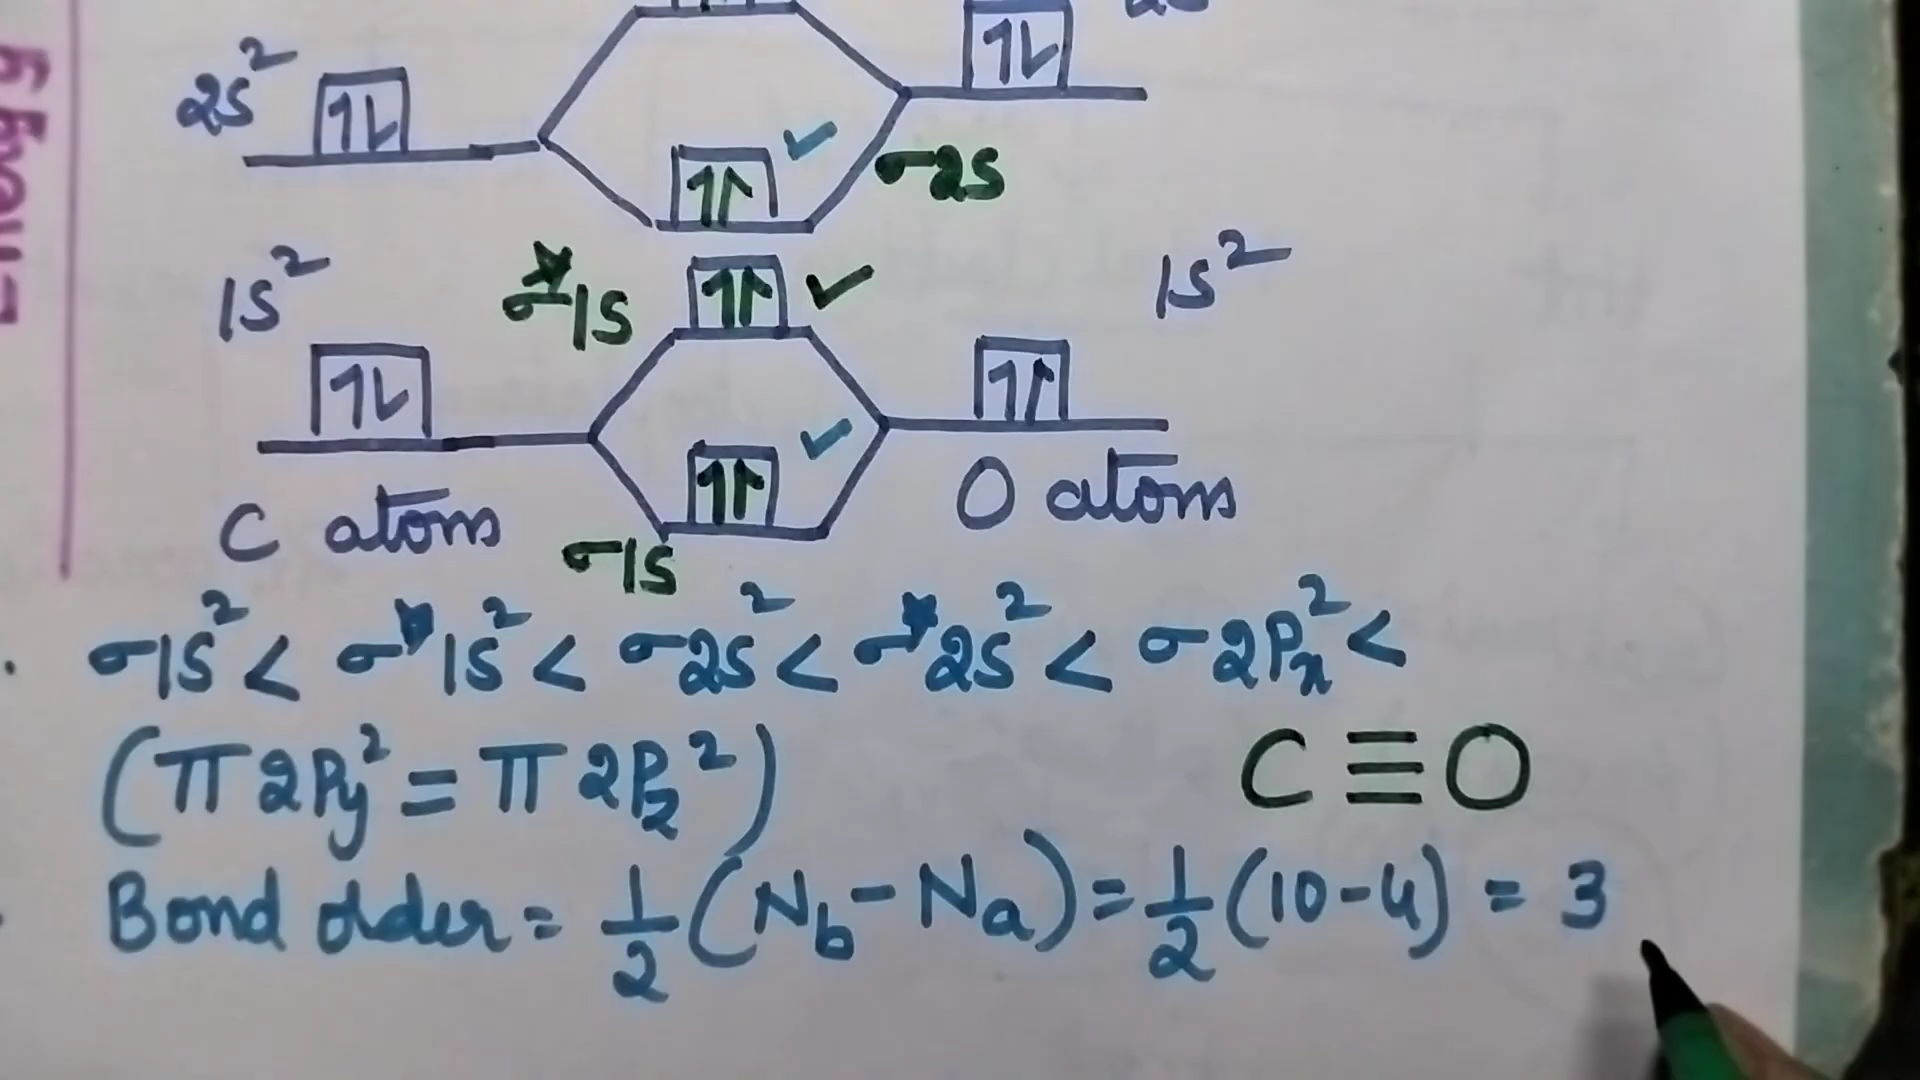 2s²
σ2s
1s²
σ*1s
1s²
C atoms
O atoms
σ1s
σ1s² < σ*1s² < σ2s² < σ*2s² < σ2Px² <
(π2Py² = π2Pz²)
C≡O
Bond order = 1/2 (Nb - Na) = 1/2 (10-4) = 3